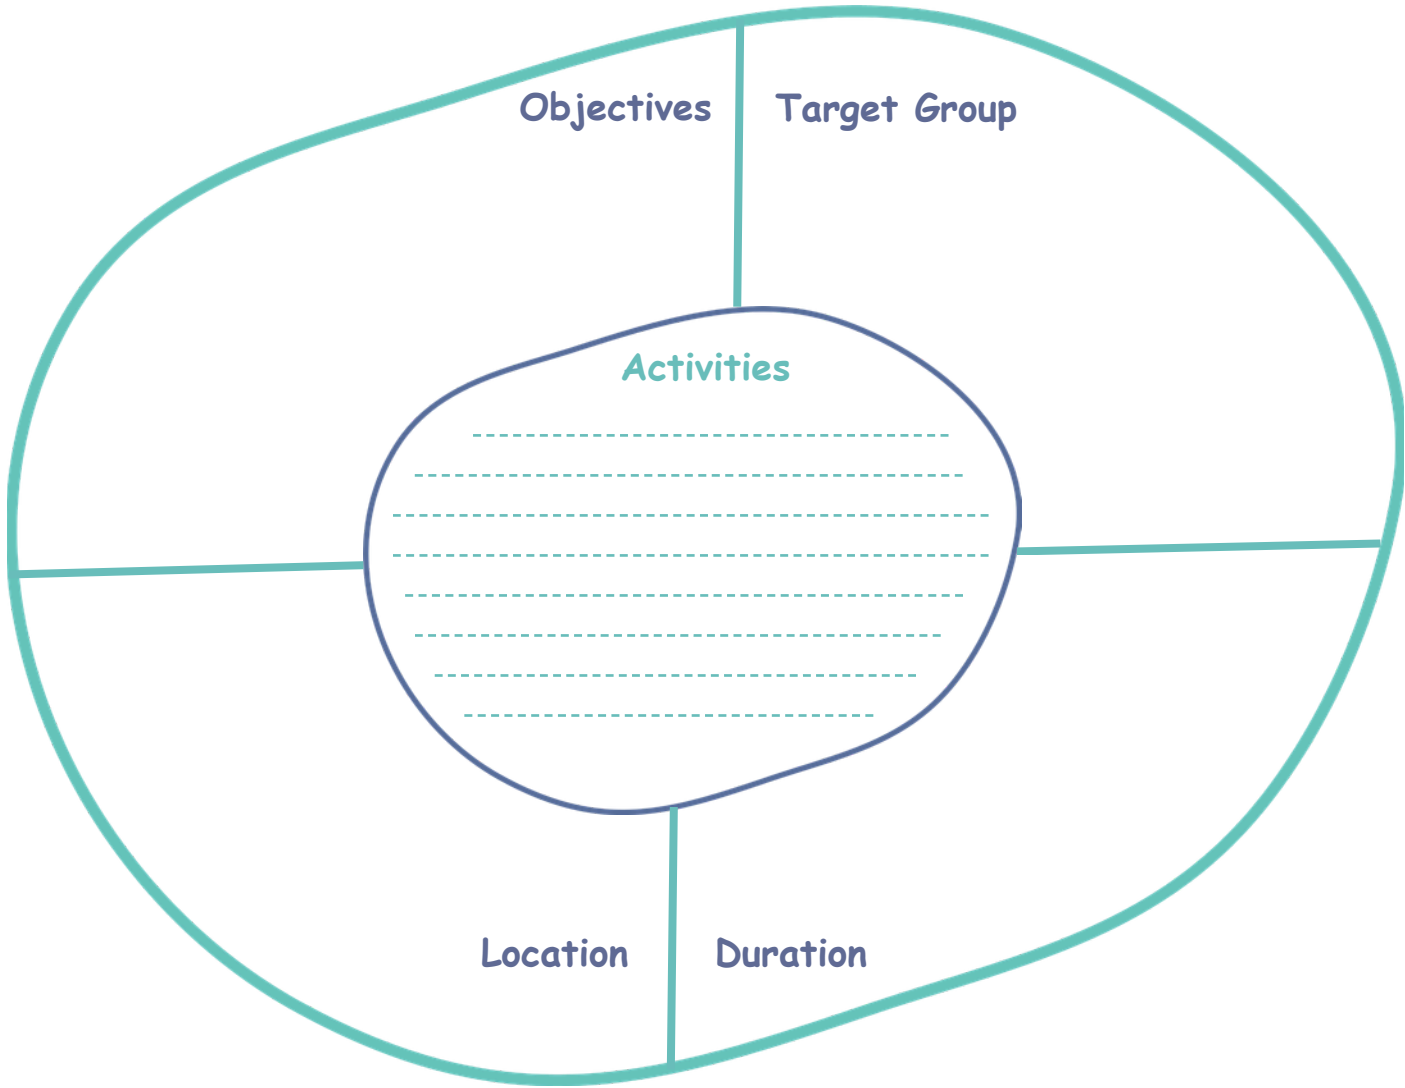 Objectives
Target Group
Activities
Location
Duration